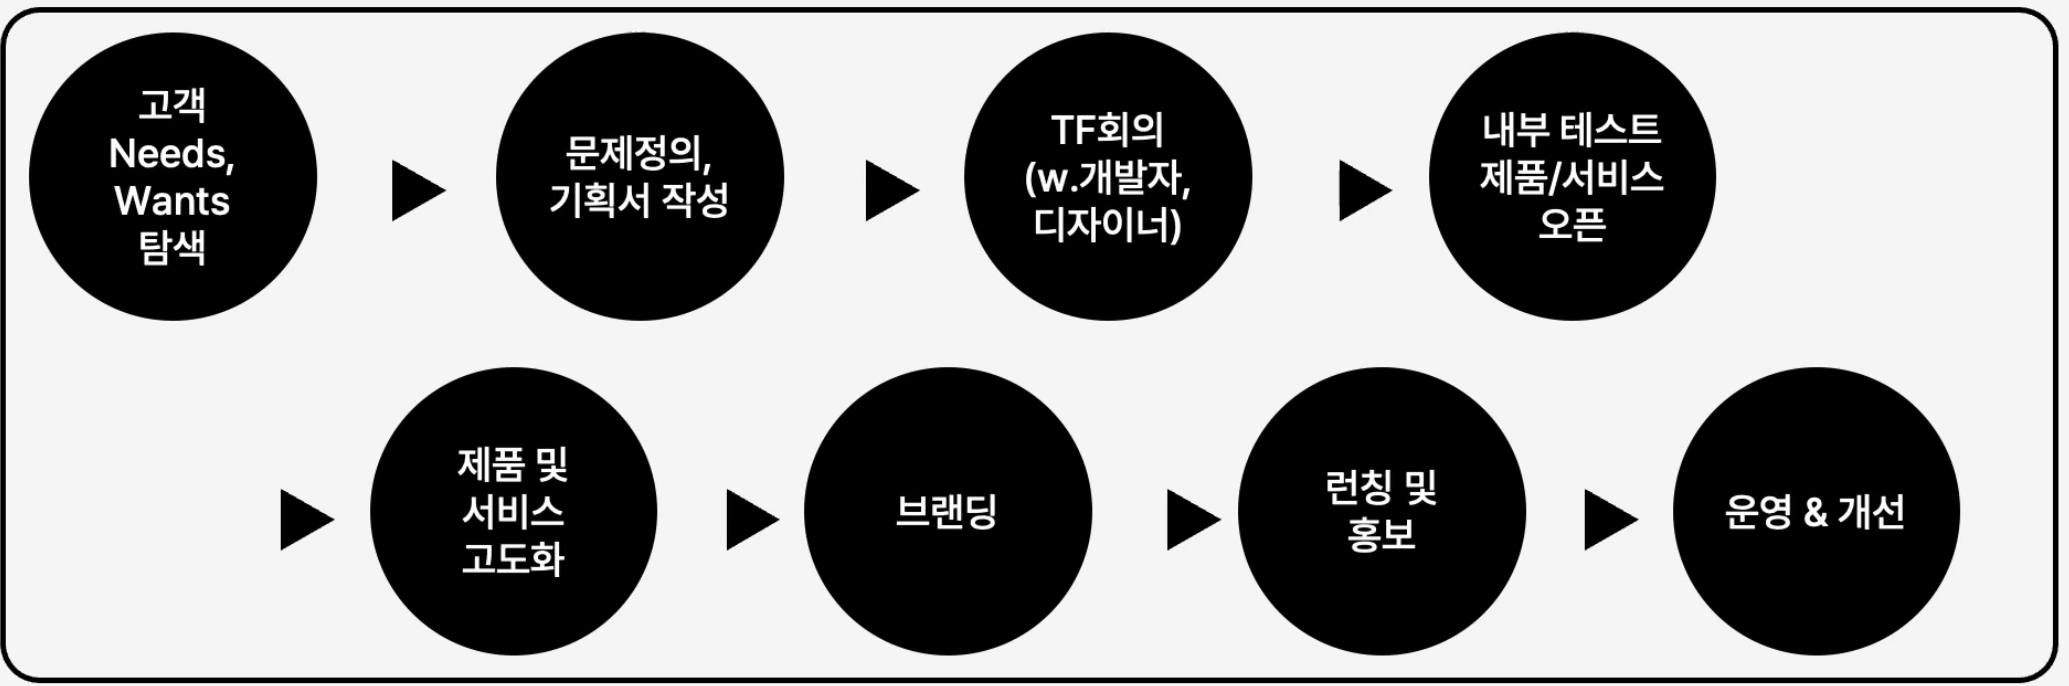 고객
Needs,
Wants
탐색
문제정의,
기획서 작성
TF회의
(w.개발자,
디자이너)
내부 테스트
제품/서비스
오픈
제품 및
서비스
고도화
브랜딩
런칭 및
홍보
운영 & 개선